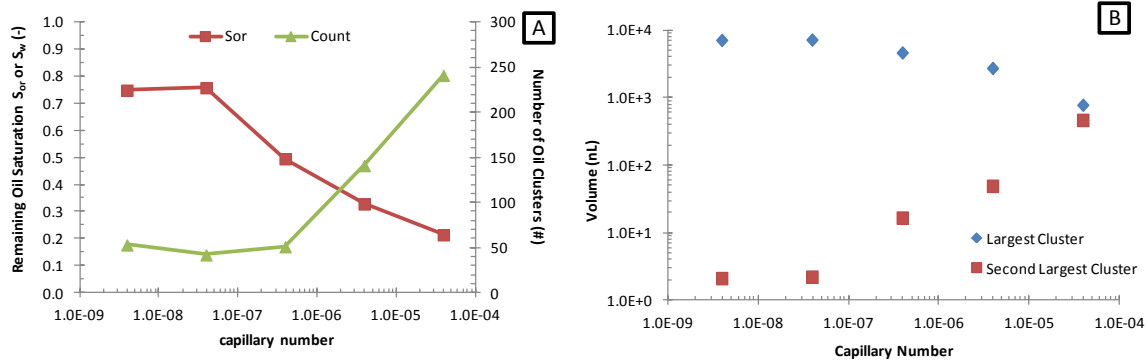 A
Sor
Count
Remaining Oil Saturation Sor or Sw (-)
1.0
0.9
0.8
0.7
0.6
0.5
0.4
0.3
0.2
0.1
0.0
300
250
200
150
100
50
0
Number of Oil Clusters (#)
1.0E-09 1.0E-08 1.0E-07 1.0E-06 1.0E-05 1.0E-04
capillary number
B
Volume (nL)
1.0E+4
1.0E+3
1.0E+2
1.0E+1
1.0E+0
Largest Cluster
Second Largest Cluster
1.0E-09 1.0E-08 1.0E-07 1.0E-06 1.0E-05 1.0E-04
Capillary Number